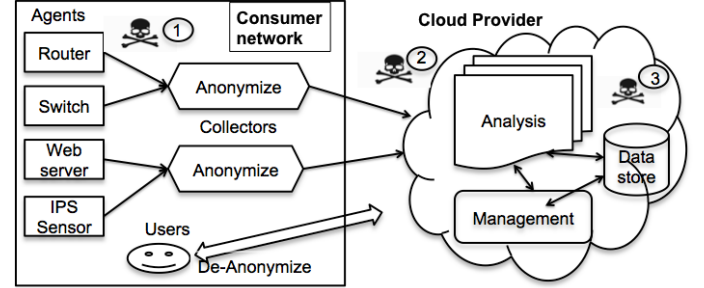 Agents
1
Consumer
network
Cloud Provider
Router
Anonymize
2
3
Switch
Collectors
Analysis
Web
server
Anonymize
Data
store
IPS
Sensor
Users
Management
De-Anonymize